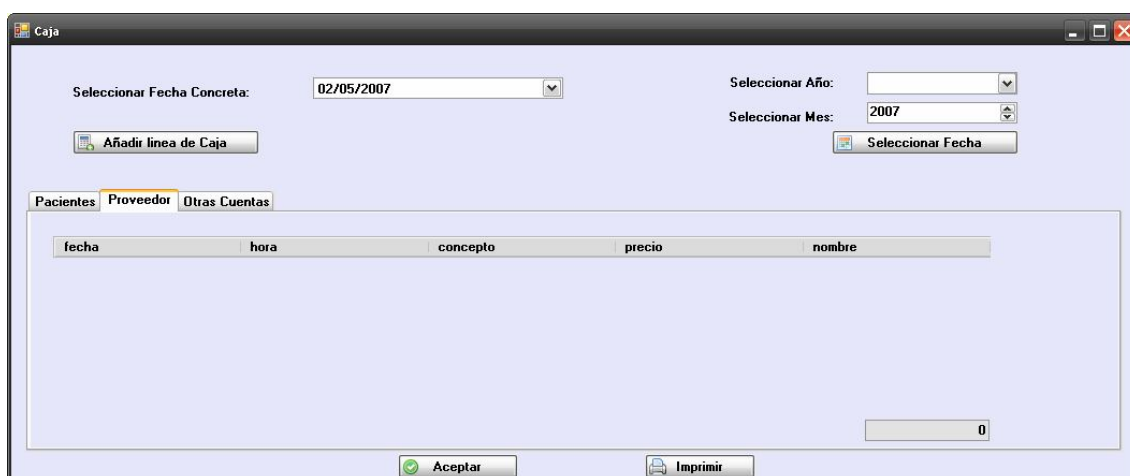 Caja
Seleccionar Fecha Concreta:
02/05/2007
Seleccionar Año:
Seleccionar Mes:
2007
Añadir linea de Caja
Seleccionar Fecha
Pacientes Proveedor Otras Cuentas
fecha hora concepto precio nombre
0
Aceptar Imprimir